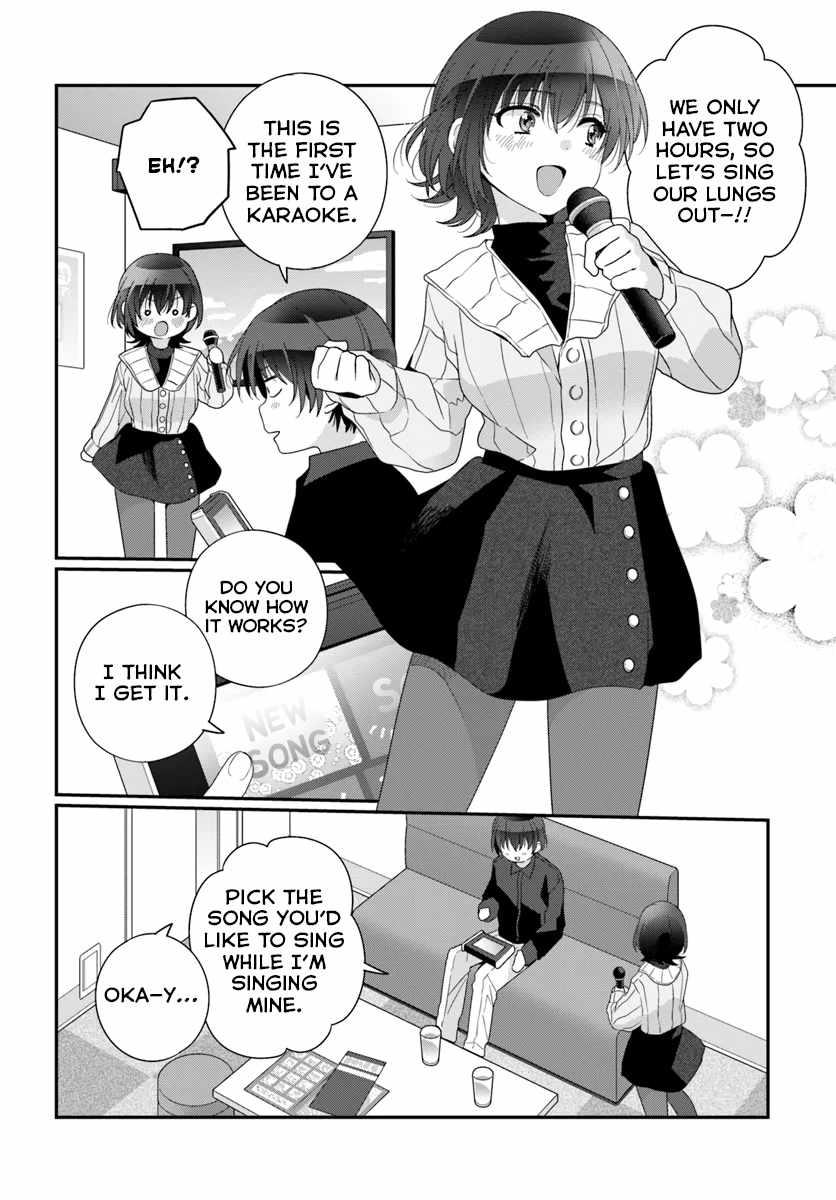 WE ONLY
HAVE TWO
HOURS, SO
LET'S SING
OUR LUNGS
OUT-!!
THIS IS
THE FIRST
TIME I'VE
BEEN TO A
KARAOKE.
EH!?
DO YOU
KNOW HOW
IT WORKS?
I THINK
I GET IT.
NEW
SONG
PICK THE
SONG YOU'D
LIKE TO SING
WHILE I'M
SINGING
MINE.
OKA-Y...